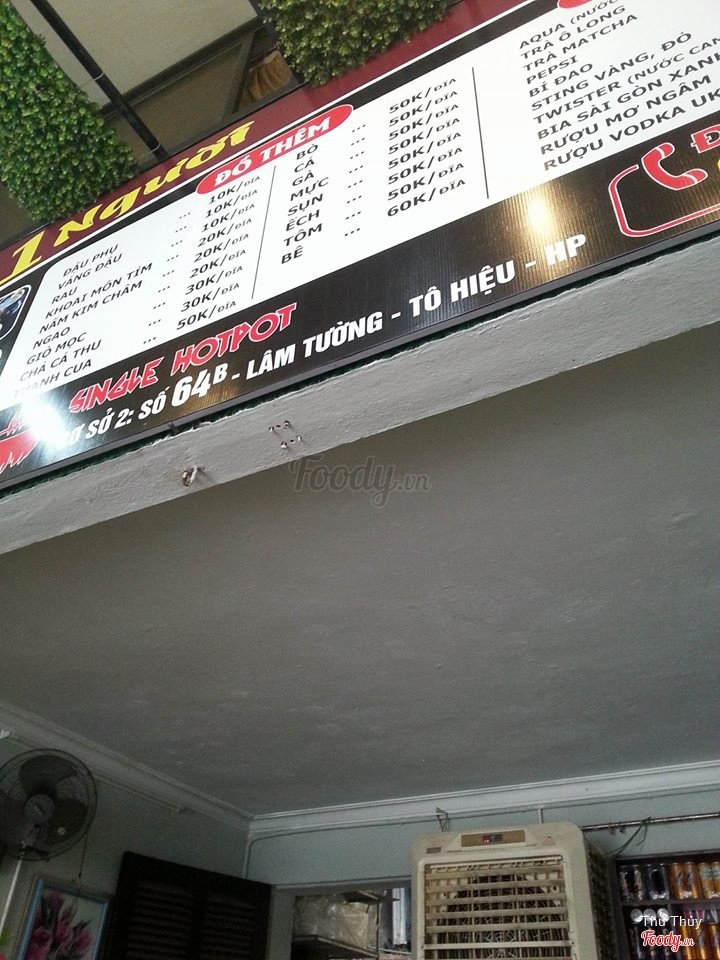 1 NGƯỜI
ĐỒ THÊM
ĐẬU PHỤ ... 10K/ĐĨA
VÁNG ĐẬU ... 10K/ĐĨA
RAU ... 10K/ĐĨA
KHOAI MÔN TÍM ... 20K/ĐĨA
NẤM KIM CHÂM ... 20K/ĐĨA
NGAO ... 20K/ĐĨA
GIÒ MỌC ... 30K/ĐĨA
CHẢ CÁ THU ... 30K/ĐĨA
THANH CUA ... 50K/ĐĨA
BÒ ... 50K/ĐĨA
CÁ ... 50K/ĐĨA
GÀ ... 50K/ĐĨA
MỰC ... 50K/ĐĨA
SỤN ... 50K/ĐĨA
ẾCH ... 50K/ĐĨA
TÔM ... 60K/ĐĨA
BÊ
AQUA (NƯỚC
TRÀ Ô LONG
TRÀ MATCHA
PEPSI
BÍ ĐAO
STING VÀNG, ĐỎ
TWISTER (NƯỚC CAM
BIA SÀI GÒN XANH
RƯỢU MƠ NGÂM
RƯỢU VODKA UK
SINGLE HOTPOT
CƠ SỞ 2: SỐ 64B - LÂM TƯỜNG - TÔ HIỆU - HP
Foody.vn
Thu Thủy
Foody.vn